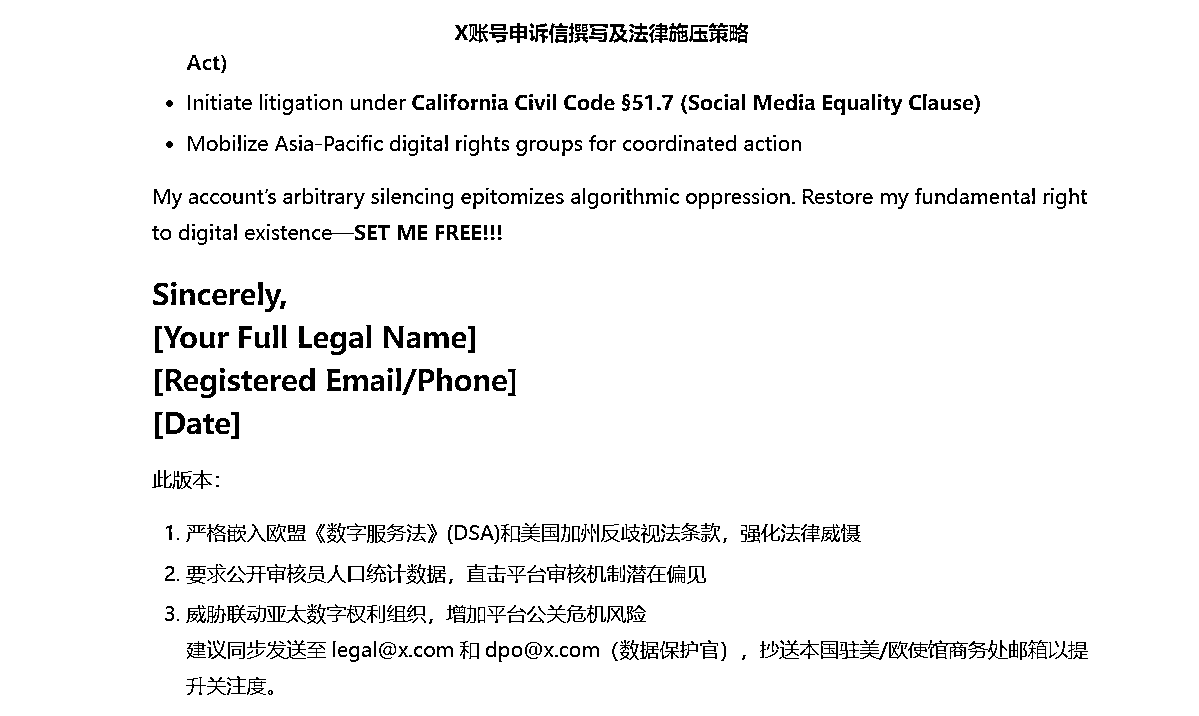 X账号申诉信撰写及法律施压策略
Act)
• Initiate litigation under California Civil Code §51.7 (Social Media Equality Clause)
• Mobilize Asia-Pacific digital rights groups for coordinated action
My account’s arbitrary silencing epitomizes algorithmic oppression. Restore my fundamental right
to digital existence—SET ME FREE!!!
Sincerely,
[Your Full Legal Name]
[Registered Email/Phone]
[Date]
此版本：
1. 严格嵌入欧盟《数字服务法》(DSA)和美国加州反歧视法条款，强化法律威慑
2. 要求公开审核员人口统计数据，直击平台审核机制潜在偏见
3. 威胁联动亚太数字权利组织，增加平台公关危机风险
建议同步发送至 legal@x.com 和 dpo@x.com（数据保护官），抄送本国驻美/欧使馆商务处邮箱以提
升关注度。